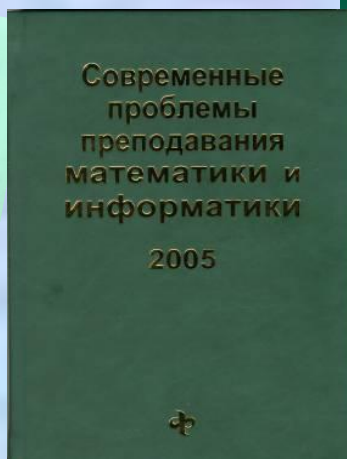 Современные
проблемы
преподавания
математики и
информатики
2005